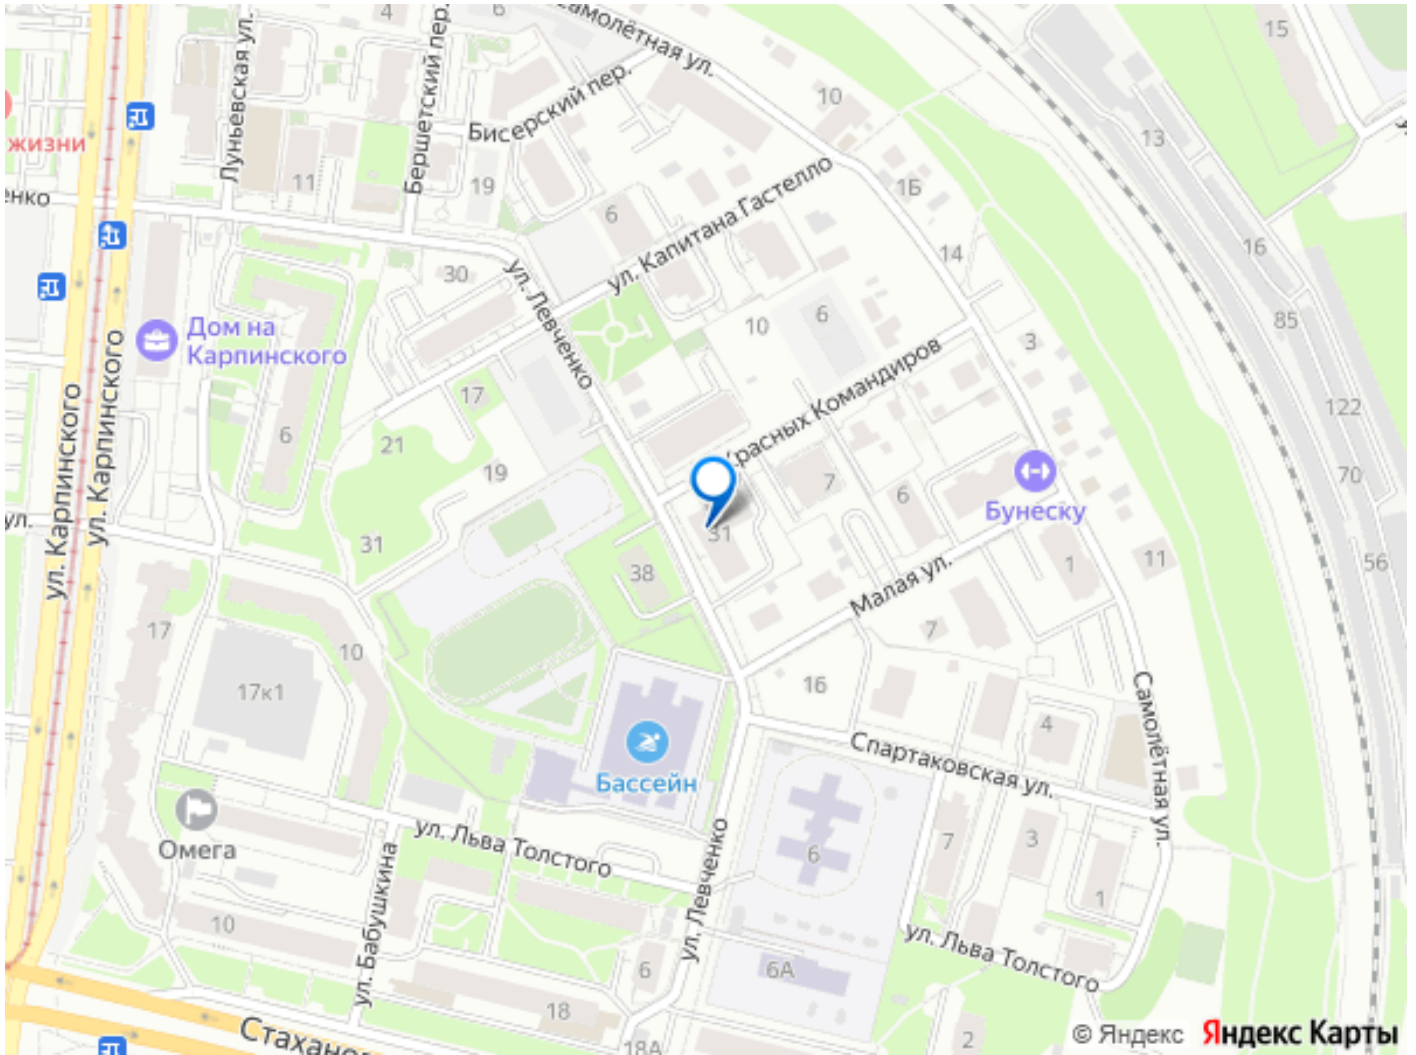 6
Самолётная ул.
15
4
Луньевская ул.
Бершетский пер.
Бисерский пер.
10
13
жизни
11
19
1Б
енко
6
ул. Капитана Гастелло
14
16
30
ул. Левченко
Дом на
Карпинского
10
6
3
85
ул. Карпинского
ул. Карпинского
17
Красных Командиров
122
6
21
19
7
6
Бунеску
70
ул.
31
31
38
Малая ул.
1
11
56
17
10
7
17к1
16
Самолётная ул.
4
Спартаковская ул.
Бассейн
Омега
ул. Льва Толстого
ул. Бабушкина
ул. Левченко
6
7
3
1
10
ул. Льва Толстого
6
6А
18
2
18А
Стахано
© Яндекс Яндекс Карты